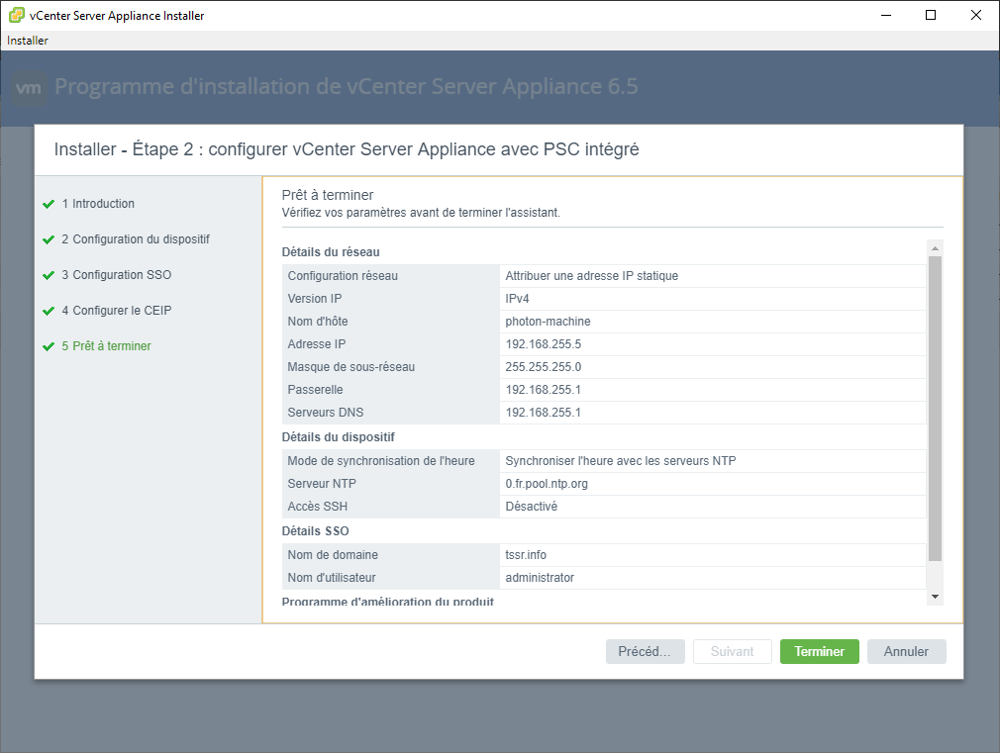 vCenter Server Appliance Installer
Installer
vm Programme d'installation de vCenter Server Appliance 6.5
Installer - Étape 2 : configurer vCenter Server Appliance avec PSC intégré
1 Introduction
2 Configuration du dispositif
3 Configuration SSO
4 Configurer le CEIP
5 Prêt à terminer
Prêt à terminer
Vérifiez vos paramètres avant de terminer l'assistant.
Détails du réseau
Configuration réseau Attribuer une adresse IP statique
Version IP IPv4
Nom d'hôte photon-machine
Adresse IP 192.168.255.5
Masque de sous-réseau 255.255.255.0
Passerelle 192.168.255.1
Serveurs DNS 192.168.255.1
Détails du dispositif
Mode de synchronisation de l'heure Synchroniser l'heure avec les serveurs NTP
Serveur NTP 0.fr.pool.ntp.org
Accès SSH Désactivé
Détails SSO
Nom de domaine tssr.info
Nom d'utilisateur administrator
Programme d'amélioration du produit
Précéd... Suivant Terminer Annuler